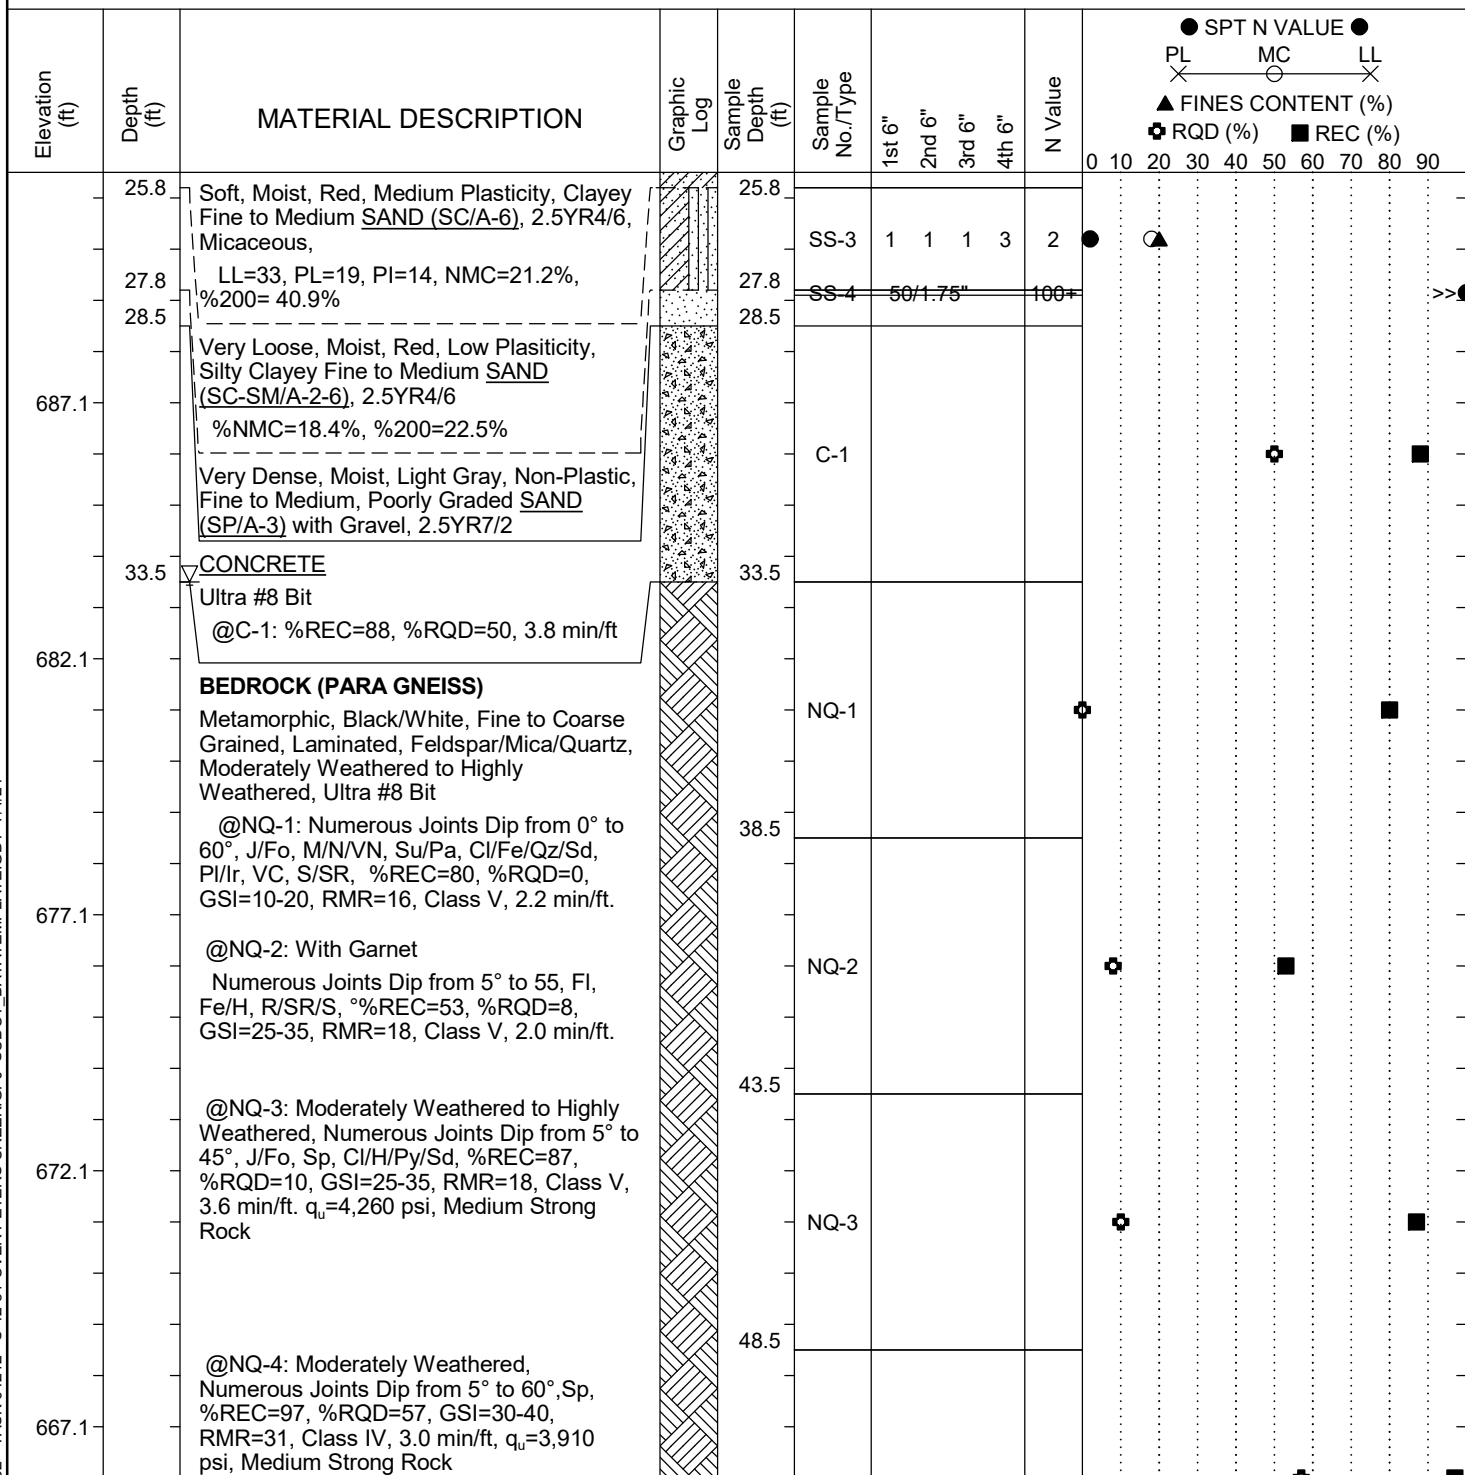 ● SPT N VALUE ●
PL MC LL
▲ FINES CONTENT (%)
RQD (%) ■ REC (%)
0 10 20 30 40 50 60 70 80 90
Elevation (ft)
Depth (ft)
MATERIAL DESCRIPTION
Graphic Log
Sample Depth (ft)
Sample No./Type
1st 6"
2nd 6"
3rd 6"
4th 6"
N Value
25.8
Soft, Moist, Red, Medium Plasticity, Clayey
Fine to Medium SAND (SC/A-6), 2.5YR4/6,
Micaceous,
LL=33, PL=19, PI=14, NMC=21.2%,
%200= 40.9%
25.8
SS-3 1 1 1 3 2
27.8
27.8
SS-4 50/1.75" 100+
>>
28.5
28.5
Very Loose, Moist, Red, Low Plasiticity,
Silty Clayey Fine to Medium SAND
(SC-SM/A-2-6), 2.5YR4/6
%NMC=18.4%, %200=22.5%
687.1
C-1
Very Dense, Moist, Light Gray, Non-Plastic,
Fine to Medium, Poorly Graded SAND
(SP/A-3) with Gravel, 2.5YR7/2
33.5
CONCRETE
33.5
Ultra #8 Bit
@C-1: %REC=88, %RQD=50, 3.8 min/ft
682.1
BEDROCK (PARA GNEISS)
Metamorphic, Black/White, Fine to Coarse
Grained, Laminated, Feldspar/Mica/Quartz,
Moderately Weathered to Highly
Weathered, Ultra #8 Bit
NQ-1
@NQ-1: Numerous Joints Dip from 0° to
60°, J/Fo, M/N/VN, Su/Pa, Cl/Fe/Qz/Sd,
Pl/Ir, VC, S/SR, %REC=80, %RQD=0,
GSI=10-20, RMR=16, Class V, 2.2 min/ft.
38.5
677.1
@NQ-2: With Garnet
Numerous Joints Dip from 5° to 55, Fl,
Fe/H, R/SR/S, °%REC=53, %RQD=8,
GSI=25-35, RMR=18, Class V, 2.0 min/ft.
NQ-2
43.5
@NQ-3: Moderately Weathered to Highly
Weathered, Numerous Joints Dip from 5° to
45°, J/Fo, Sp, Cl/H/Py/Sd, %REC=87,
%RQD=10, GSI=25-35, RMR=18, Class V,
3.6 min/ft. qu=4,260 psi, Medium Strong
Rock
672.1
NQ-3
48.5
@NQ-4: Moderately Weathered,
Numerous Joints Dip from 5° to 60°,Sp,
%REC=97, %RQD=57, GSI=30-40,
RMR=31, Class IV, 3.0 min/ft, qu=3,910
psi, Medium Strong Rock
667.1